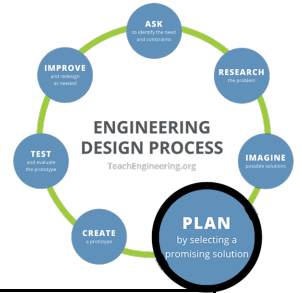 ASK
to identify the need
and constraints
RESEARCH
the problem
IMAGINE
possible solutions
PLAN
by selecting a
promising solution
CREATE
a prototype
TEST
and evaluate
the prototype
IMPROVE
and redesign
as needed
ENGINEERING
DESIGN PROCESS
TeachEngineering.org